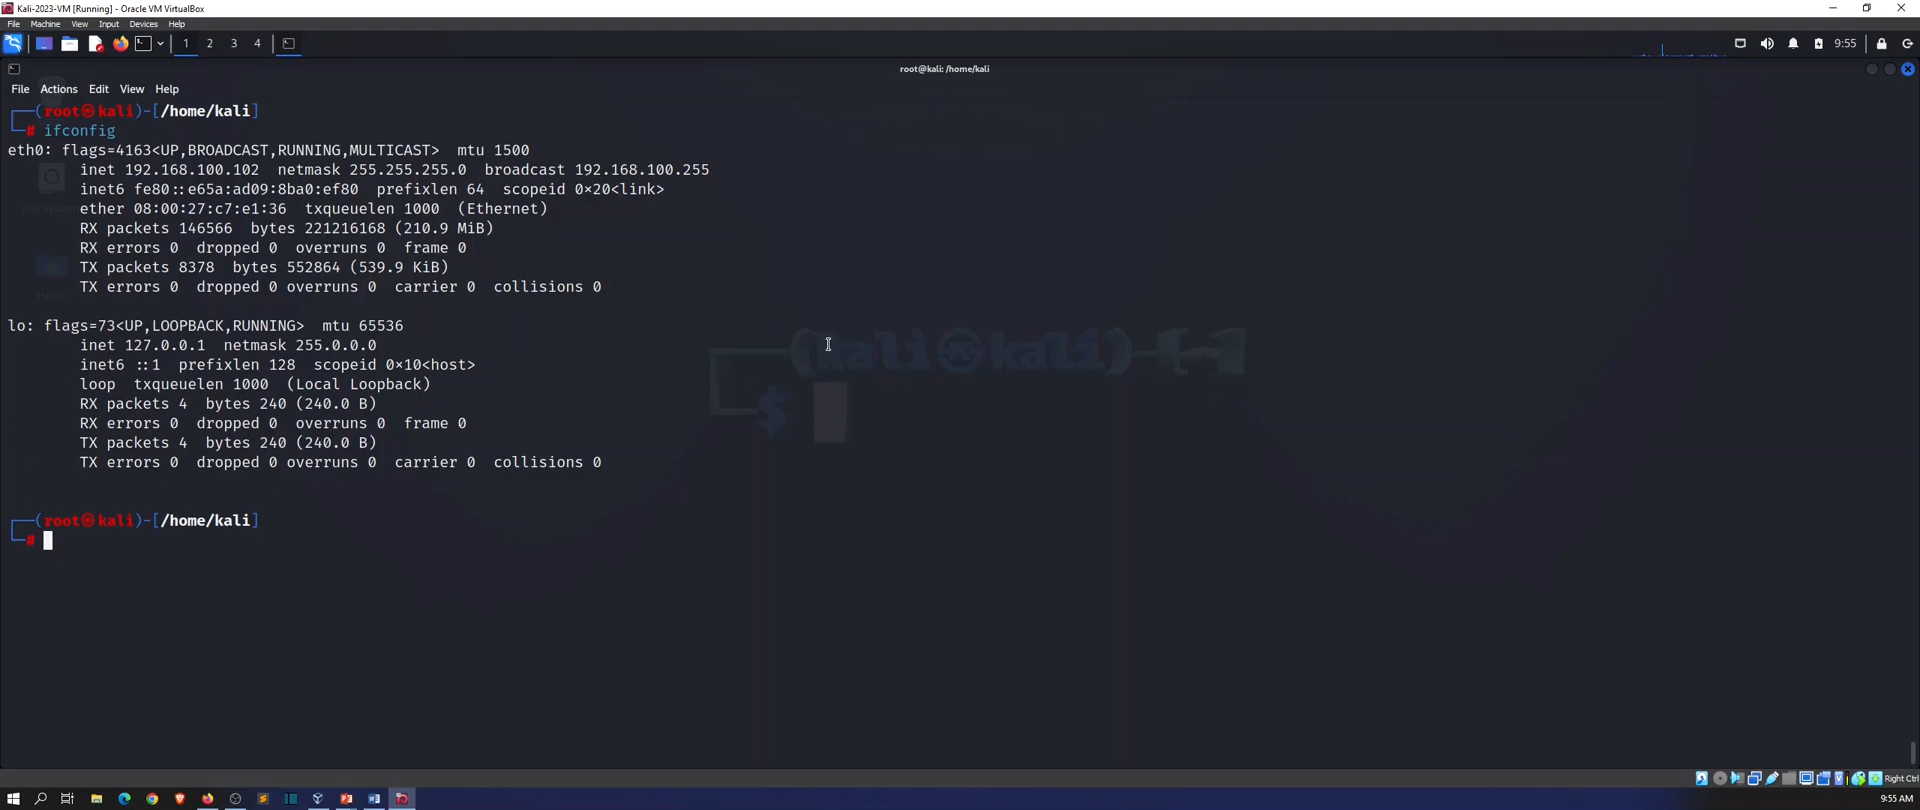 Kali-2023-VM [Running] - Oracle VM VirtualBox
File Machine View Input Devices Help
1 2 3 4
9:55
root@kali: /home/kali
File Actions Edit View Help
┌──(root㉿kali)-[/home/kali]
└─# ifconfig
eth0: flags=4163<UP,BROADCAST,RUNNING,MULTICAST>  mtu 1500
inet 192.168.100.102  netmask 255.255.255.0  broadcast 192.168.100.255
inet6 fe80::e65a:ad09:8ba0:ef80  prefixlen 64  scopeid 0×20<link>
ether 08:00:27:c7:e1:36  txqueuelen 1000  (Ethernet)
RX packets 146566  bytes 221216168 (210.9 MiB)
RX errors 0  dropped 0  overruns 0  frame 0
TX packets 8378  bytes 552864 (539.9 KiB)
TX errors 0  dropped 0 overruns 0  carrier 0  collisions 0
lo: flags=73<UP,LOOPBACK,RUNNING>  mtu 65536
inet 127.0.0.1  netmask 255.0.0.0
inet6 ::1  prefixlen 128  scopeid 0×10<host>
loop  txqueuelen 1000  (Local Loopback)
RX packets 4  bytes 240 (240.0 B)
RX errors 0  dropped 0  overruns 0  frame 0
TX packets 4  bytes 240 (240.0 B)
TX errors 0  dropped 0 overruns 0  carrier 0  collisions 0
┌──(root㉿kali)-[/home/kali]
└─#
(kali㉿kali)-[~]
$
File System
Home
Right Ctrl
9:55 AM